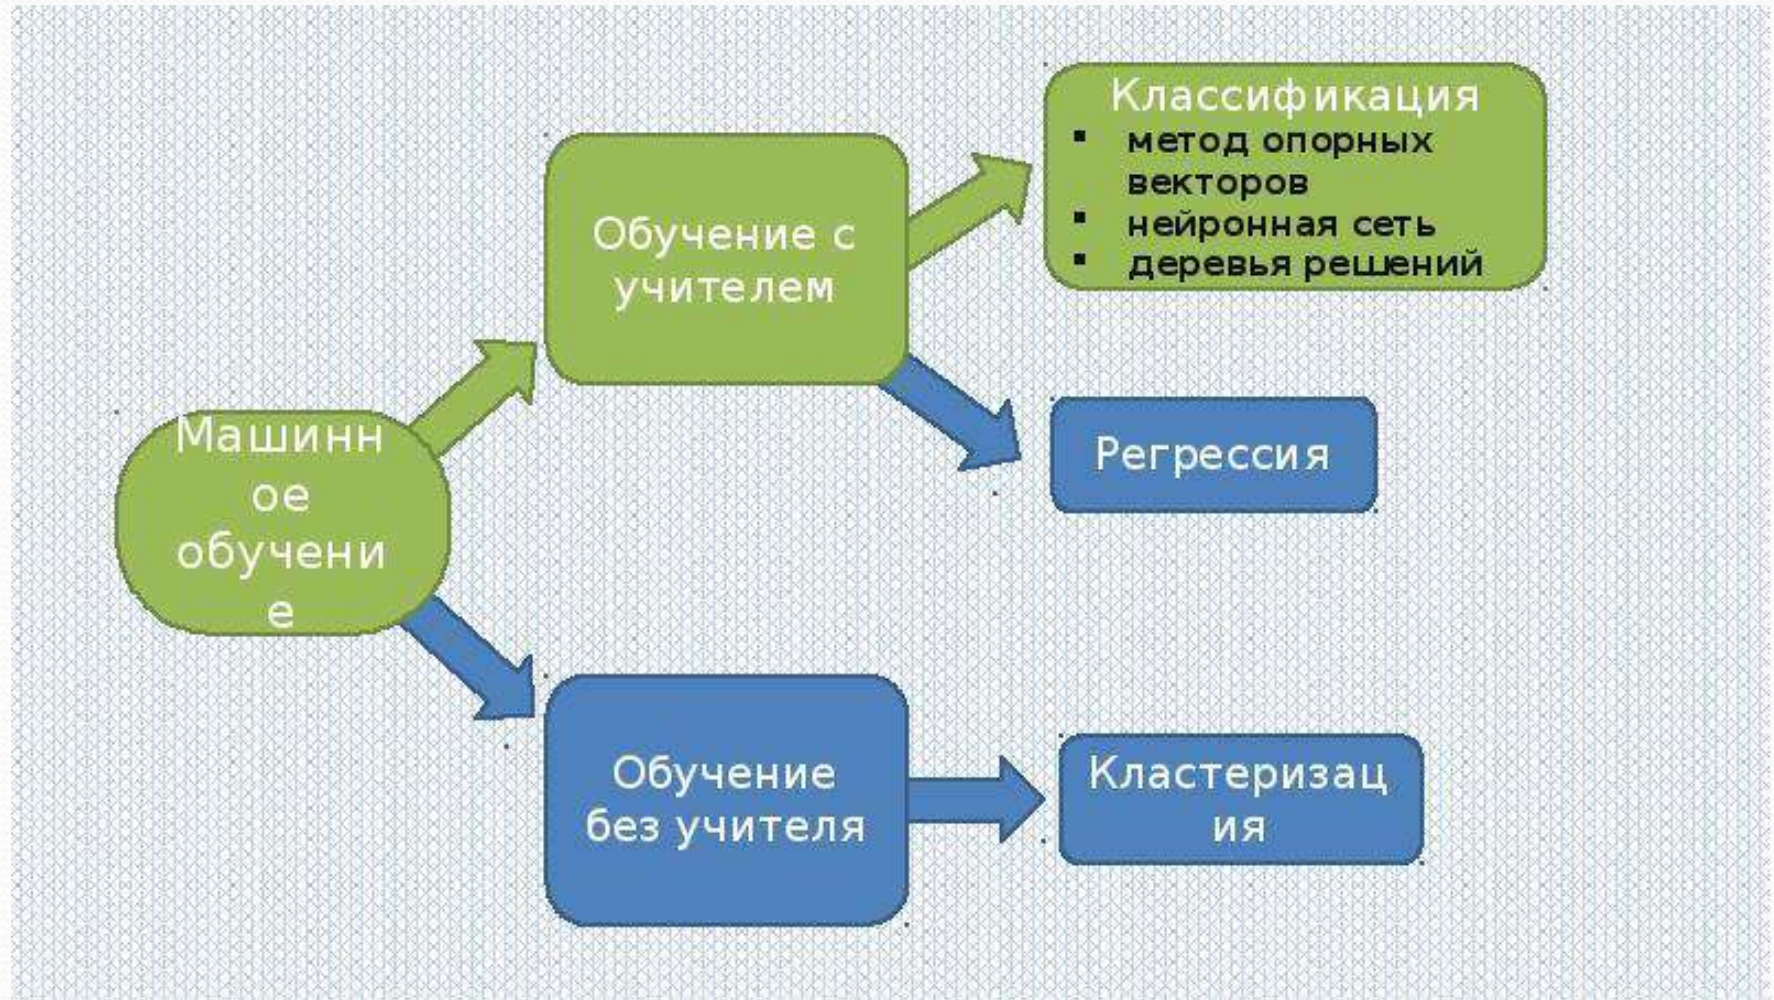 Классификация
▪ метод опорных
векторов
▪ нейронная сеть
▪ деревья решений
Обучение с
учителем
Машинн
ое
обучени
е
Регрессия
Обучение
без учителя
Кластеризац
ия